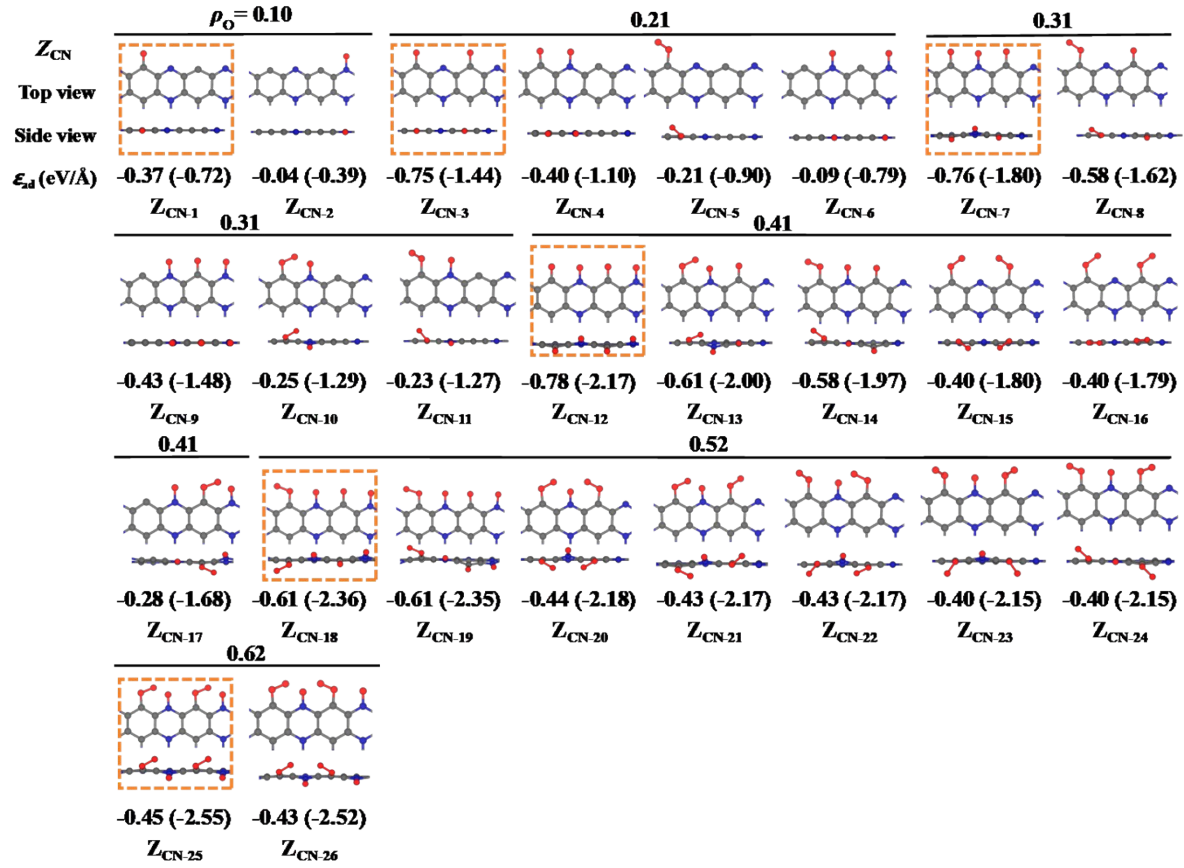 ρO = 0.10 0.21 0.31
ZCN
Top view
Side view
εad (eV/Å) -0.37 (-0.72) -0.04 (-0.39) -0.75 (-1.44) -0.40 (-1.10) -0.21 (-0.90) -0.09 (-0.79) -0.76 (-1.80) -0.58 (-1.62)
ZCN-1 ZCN-2 ZCN-3 ZCN-4 ZCN-5 ZCN-6 ZCN-7 ZCN-8
0.31 0.41
-0.43 (-1.48) -0.25 (-1.29) -0.23 (-1.27) -0.78 (-2.17) -0.61 (-2.00) -0.58 (-1.97) -0.40 (-1.80) -0.40 (-1.79)
ZCN-9 ZCN-10 ZCN-11 ZCN-12 ZCN-13 ZCN-14 ZCN-15 ZCN-16
0.41 0.52
-0.28 (-1.68) -0.61 (-2.36) -0.61 (-2.35) -0.44 (-2.18) -0.43 (-2.17) -0.43 (-2.17) -0.40 (-2.15) -0.40 (-2.15)
ZCN-17 ZCN-18 ZCN-19 ZCN-20 ZCN-21 ZCN-22 ZCN-23 ZCN-24
0.62
-0.45 (-2.55) -0.43 (-2.52)
ZCN-25 ZCN-26